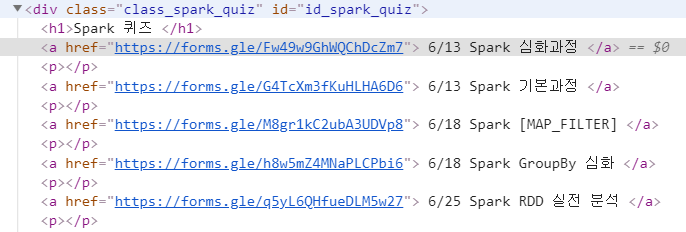 ▼<div class="class_spark_quiz" id="id_spark_quiz">
<h1>Spark 퀴즈 </h1>
<a href="https://forms.gle/Fw49w9GhWQChDcZm7"> 6/13 Spark 심화과정 </a> == $0
<p></p>
<a href="https://forms.gle/G4TcXm3fKuHLHA6D6"> 6/13 Spark 기본과정 </a>
<p></p>
<a href="https://forms.gle/M8gr1kC2ubA3UDVp8"> 6/18 Spark [MAP_FILTER] </a>
<p></p>
<a href="https://forms.gle/h8w5mZ4MNaPLCPbi6"> 6/18 Spark GroupBy 심화 </a>
<p></p>
<a href="https://forms.gle/q5yL6QHfueDLM5w27"> 6/25 Spark RDD 실전 분석 </a>
<p></p>